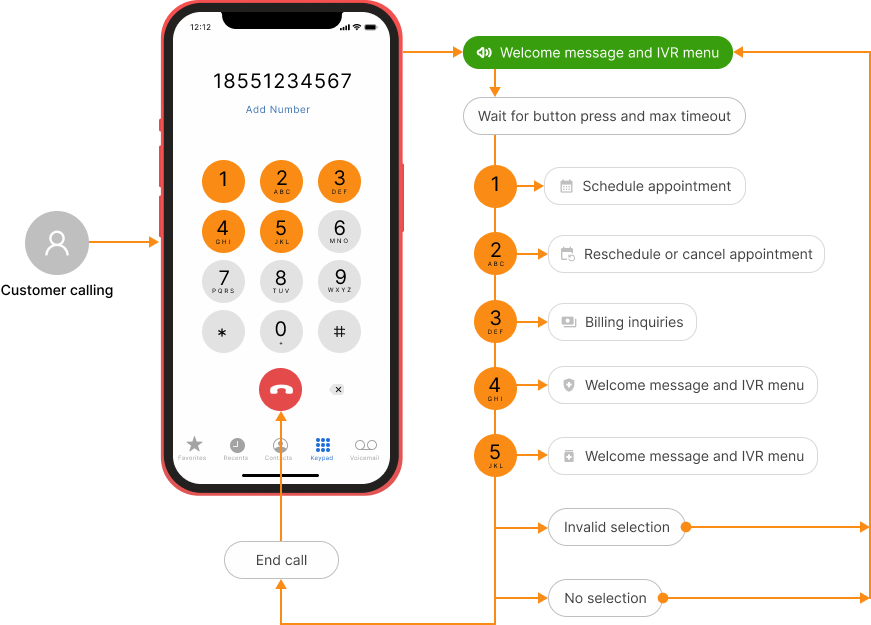 12:12
18551234567
Add Number
1
2
ABC
3
DEF
4
GHI
5
JKL
6
MNO
7
PQRS
8
TUV
9
WXYZ
*
0
+
#
Favorites
Recents
Contacts
Keypad
Voicemail
Customer calling
End call
Welcome message and IVR menu
Wait for button press and max timeout
1
Schedule appointment
2
ABC
Reschedule or cancel appointment
3
DEF
Billing inquiries
4
GHI
Welcome message and IVR menu
5
JKL
Welcome message and IVR menu
Invalid selection
No selection